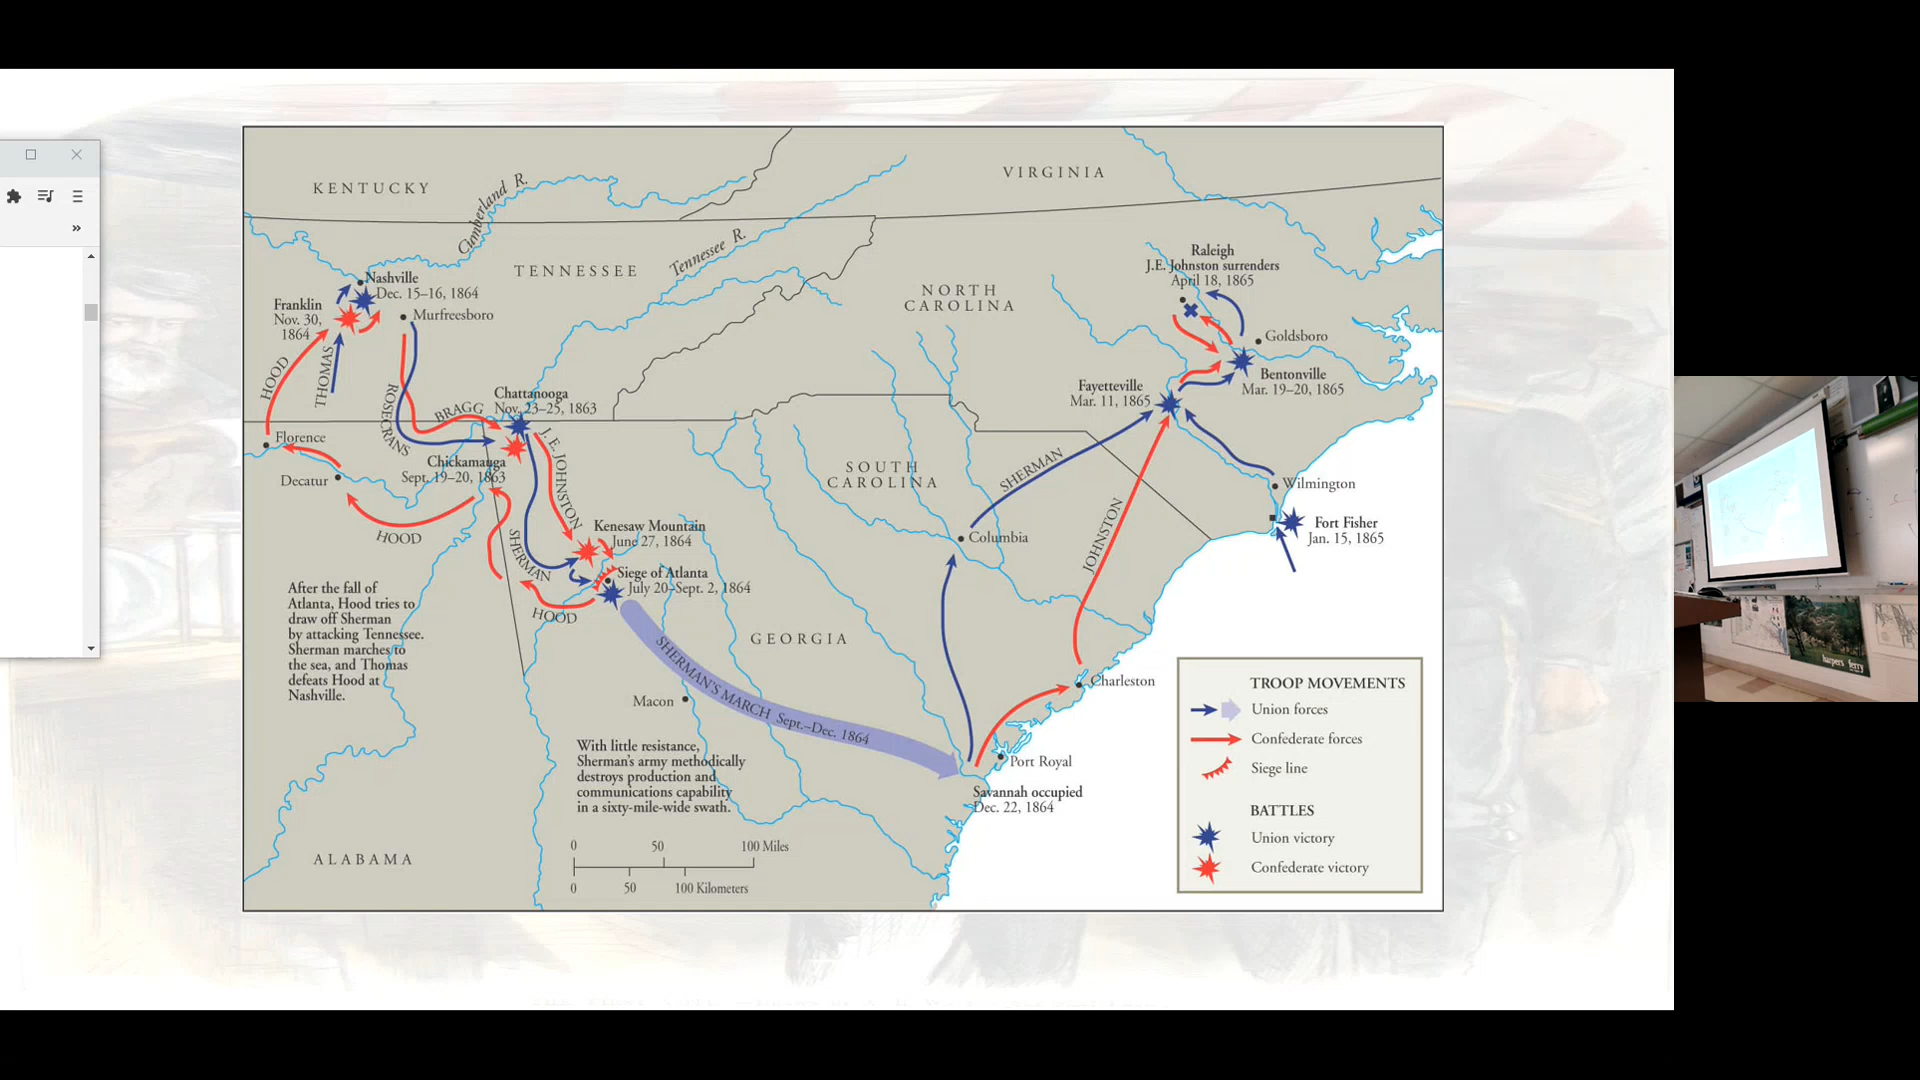 KENTUCKY
VIRGINIA
Cumberland R.
TENNESSEE
Tennessee R.
Nashville
Dec. 15–16, 1864
Franklin
Nov. 30,
1864
Murfreesboro
HOOD
THOMAS
ROSECRANS
BRAGG
Chattanooga
Nov. 23–25, 1863
Florence
Decatur
Chickamauga
Sept. 19–20, 1863
HOOD
J. E. JOHNSTON
SHERMAN
Kenesaw Mountain
June 27, 1864
Siege of Atlanta
July 20–Sept. 2, 1864
HOOD
NORTH
CAROLINA
Raleigh
J.E. Johnston surrenders
April 18, 1865
Goldsboro
Bentonville
Mar. 19–20, 1865
Fayetteville
Mar. 11, 1865
SOUTH
CAROLINA
SHERMAN
Columbia
JOHNSTON
Wilmington
Fort Fisher
Jan. 15, 1865
After the fall of
Atlanta, Hood tries to
draw off Sherman
by attacking Tennessee.
Sherman marches to
the sea, and Thomas
defeats Hood at
Nashville.
GEORGIA
SHERMAN'S MARCH Sept.–Dec. 1864
Macon
Charleston
Port Royal
Savannah occupied
Dec. 22, 1864
With little resistance,
Sherman's army methodically
destroys production and
communications capability
in a sixty-mile-wide swath.
ALABAMA
0 50 100 Miles
0 50 100 Kilometers
TROOP MOVEMENTS
Union forces
Confederate forces
Siege line
BATTLES
Union victory
Confederate victory
harpers ferry